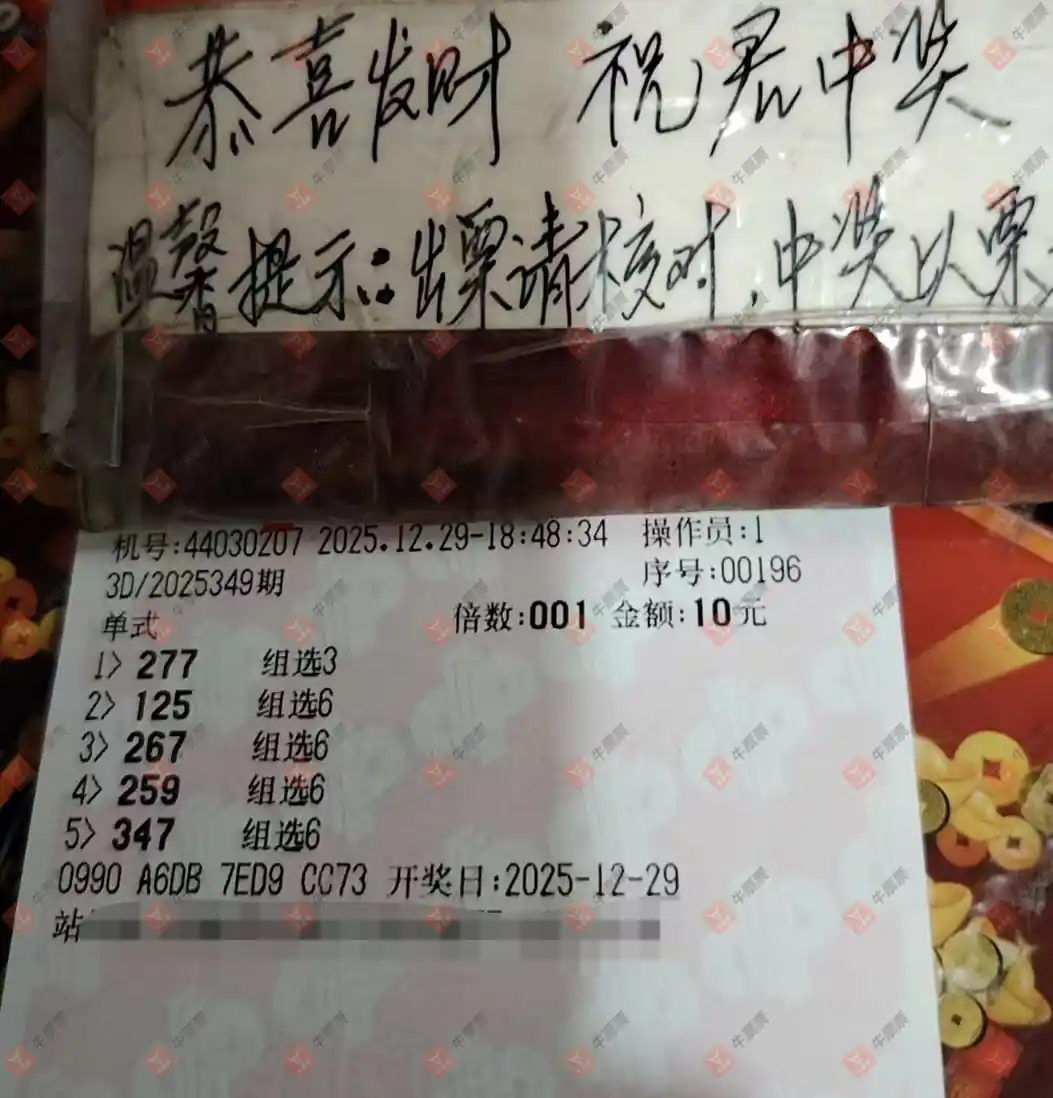 恭喜发财 祝君中奖
温馨提示:出票请核对,中奖以票
机号:44030207 2025.12.29-18:48:34 操作员:1
3D/2025349期 序号:00196
单式 倍数:001 金额:10元
1> 277 组选3
2> 125 组选6
3> 267 组选6
4> 259 组选6
5> 347 组选6
0990 A6DB 7ED9 CC73 开奖日:2025-12-29
站